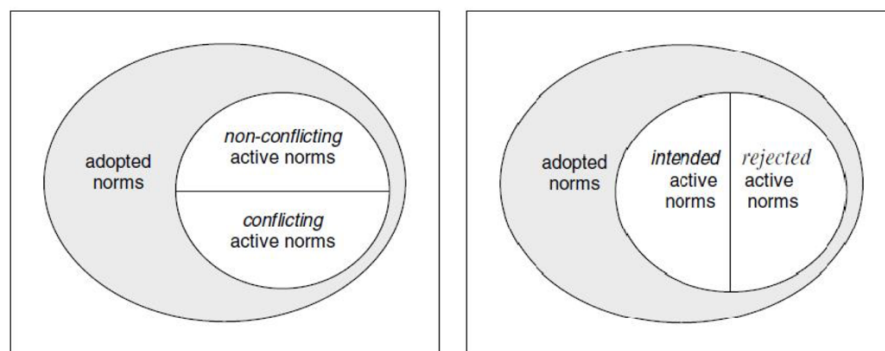 adopted
norms
non-conflicting
active norms
conflicting
active norms
adopted
norms
intended
active
norms
rejected
active
norms